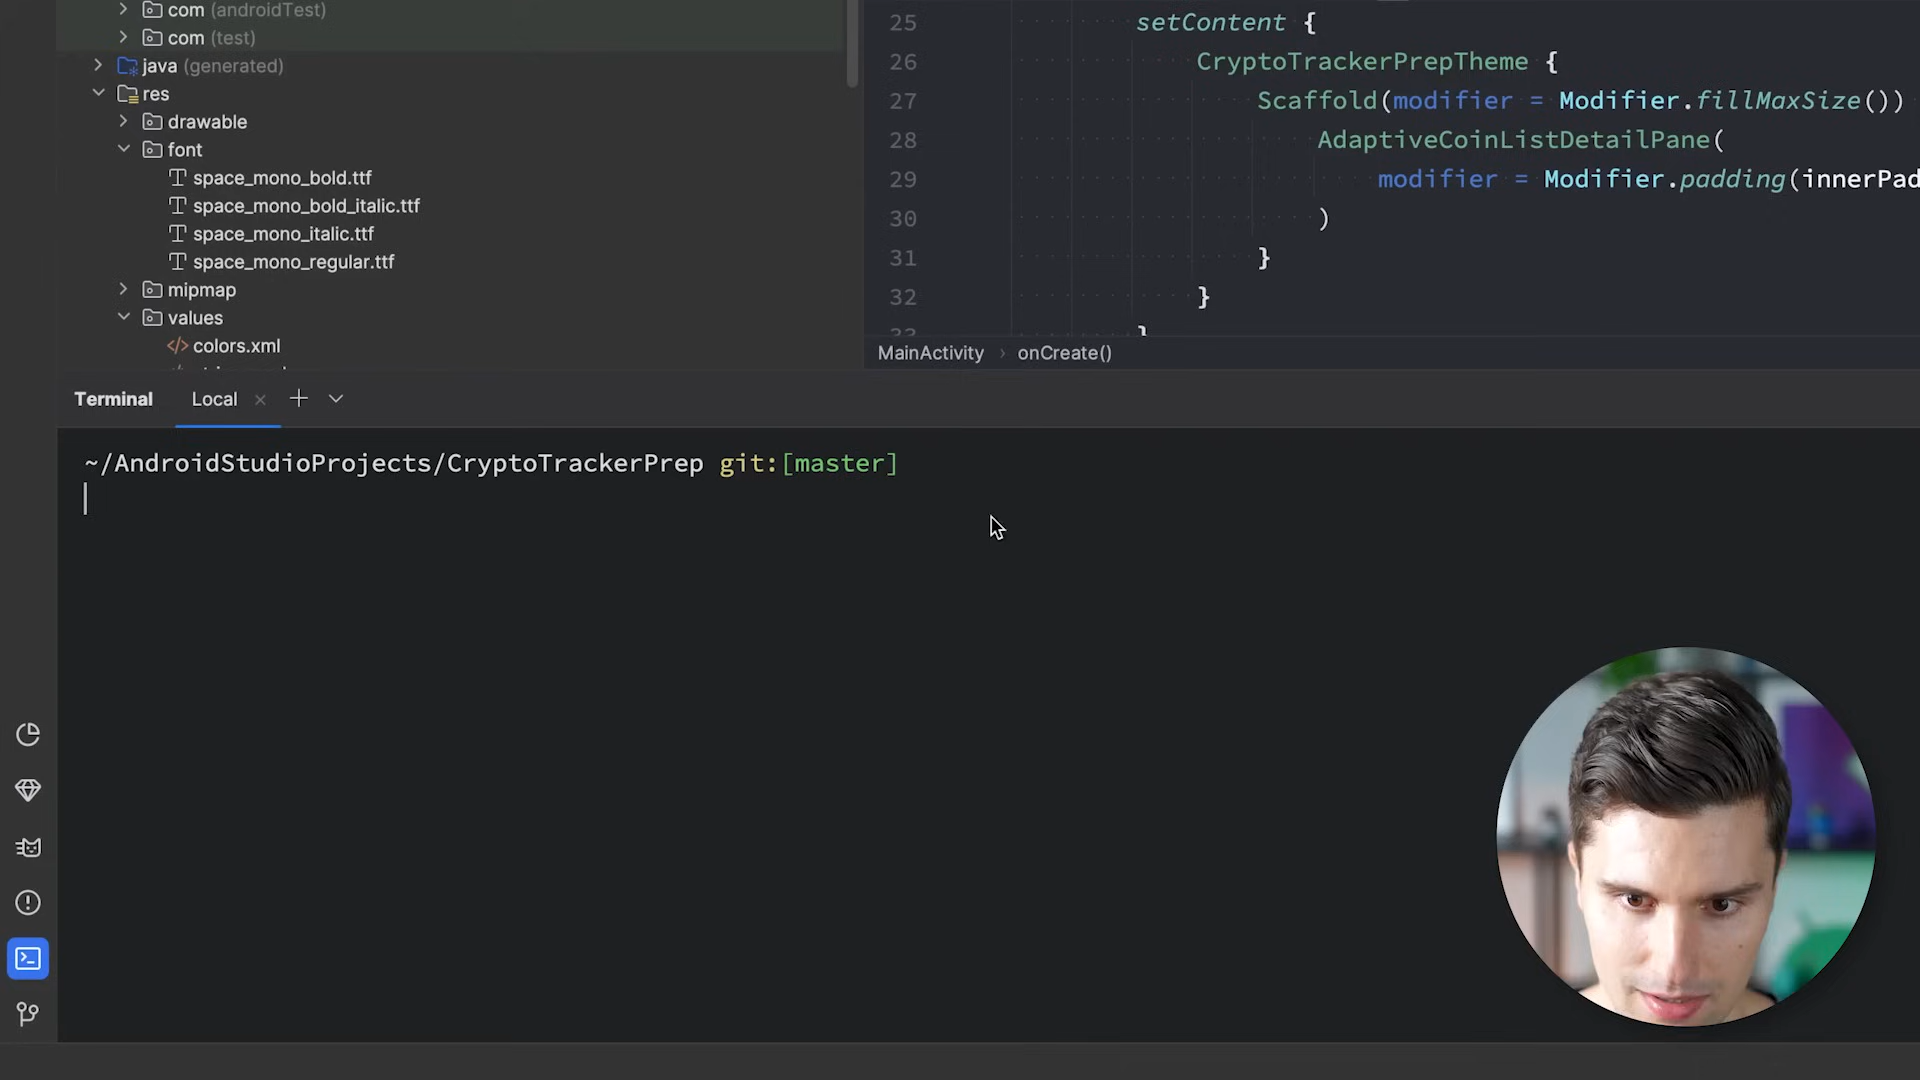 com (androidTest)
com (test)
java (generated)
res
drawable
font
space_mono_bold.ttf
space_mono_bold_italic.ttf
space_mono_italic.ttf
space_mono_regular.ttf
mipmap
values
colors.xml
25 setContent {
26 CryptoTrackerPrepTheme {
27 Scaffold(modifier = Modifier.fillMaxSize())
28 AdaptiveCoinListDetailPane(
29 modifier = Modifier.padding(innerPad
30 )
31 }
32 }
33 }
MainActivity › onCreate()
Terminal Local
~/AndroidStudioProjects/CryptoTrackerPrep git:[master]